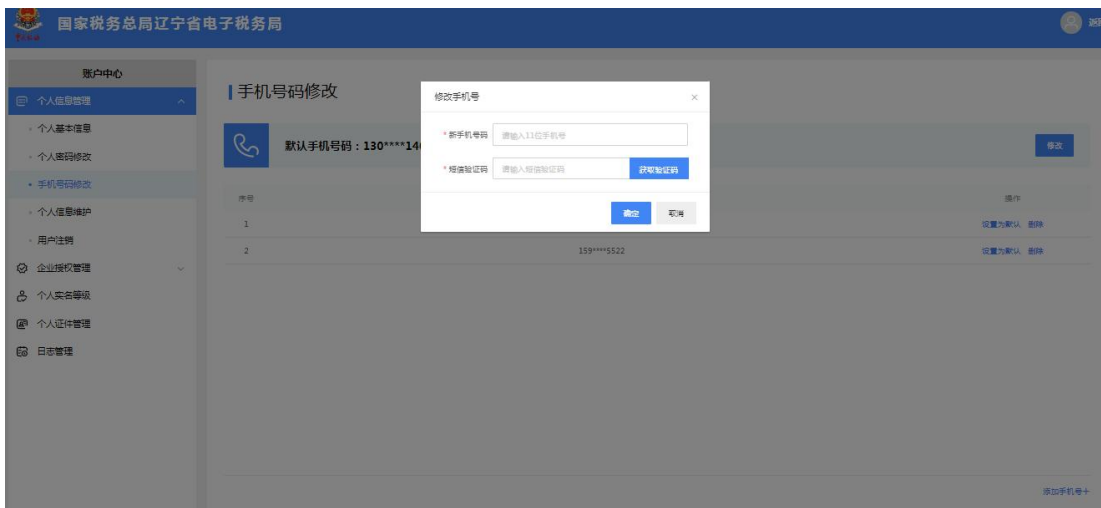 国家税务总局辽宁省电子税务局
账户中心
个人信息管理
个人基本信息
个人密码修改
手机号码修改
个人信息维护
用户注销
企业授权管理
个人实名等级
个人证件管理
日志管理
手机号码修改
默认手机号码：130****14
修改
序号
操作
1
设置为默认 删除
2
159****5522
设置为默认 删除
添加手机号+
修改手机号
×
* 新手机号码 请输入11位手机号
* 短信验证码 请输入短信验证码 获取验证码
确定 取消